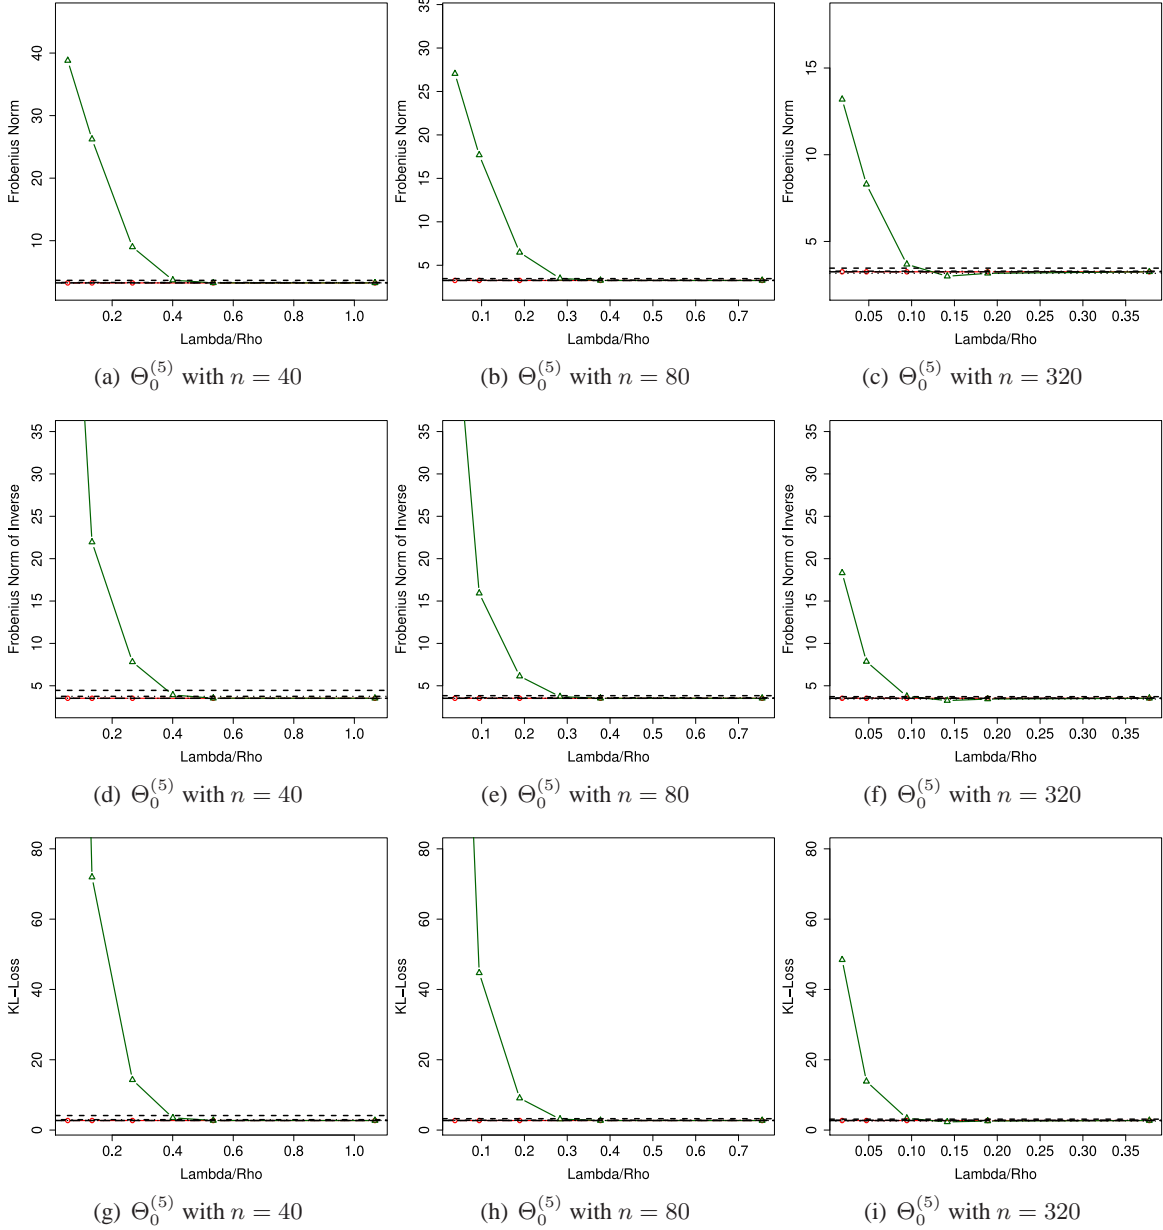 Frobenius Norm
10 20 30 40
0.2 0.4 0.6 0.8 1.0
Lambda/Rho
(a) Θ₀⁽⁵⁾ with n = 40
Frobenius Norm
5 10 15 20 25 30 35
0.1 0.2 0.3 0.4 0.5 0.6 0.7
Lambda/Rho
(b) Θ₀⁽⁵⁾ with n = 80
Frobenius Norm
5 10 15
0.05 0.10 0.15 0.20 0.25 0.30 0.35
Lambda/Rho
(c) Θ₀⁽⁵⁾ with n = 320
Frobenius Norm of Inverse
5 10 15 20 25 30 35
0.2 0.4 0.6 0.8 1.0
Lambda/Rho
(d) Θ₀⁽⁵⁾ with n = 40
Frobenius Norm of Inverse
5 10 15 20 25 30 35
0.1 0.2 0.3 0.4 0.5 0.6 0.7
Lambda/Rho
(e) Θ₀⁽⁵⁾ with n = 80
Frobenius Norm of Inverse
5 10 15 20 25 30 35
0.05 0.10 0.15 0.20 0.25 0.30 0.35
Lambda/Rho
(f) Θ₀⁽⁵⁾ with n = 320
KL−Loss
0 20 40 60 80
0.2 0.4 0.6 0.8 1.0
Lambda/Rho
(g) Θ₀⁽⁵⁾ with n = 40
KL−Loss
0 20 40 60 80
0.1 0.2 0.3 0.4 0.5 0.6 0.7
Lambda/Rho
(h) Θ₀⁽⁵⁾ with n = 80
KL−Loss
0 20 40 60 80
0.05 0.10 0.15 0.20 0.25 0.30 0.35
Lambda/Rho
(i) Θ₀⁽⁵⁾ with n = 320